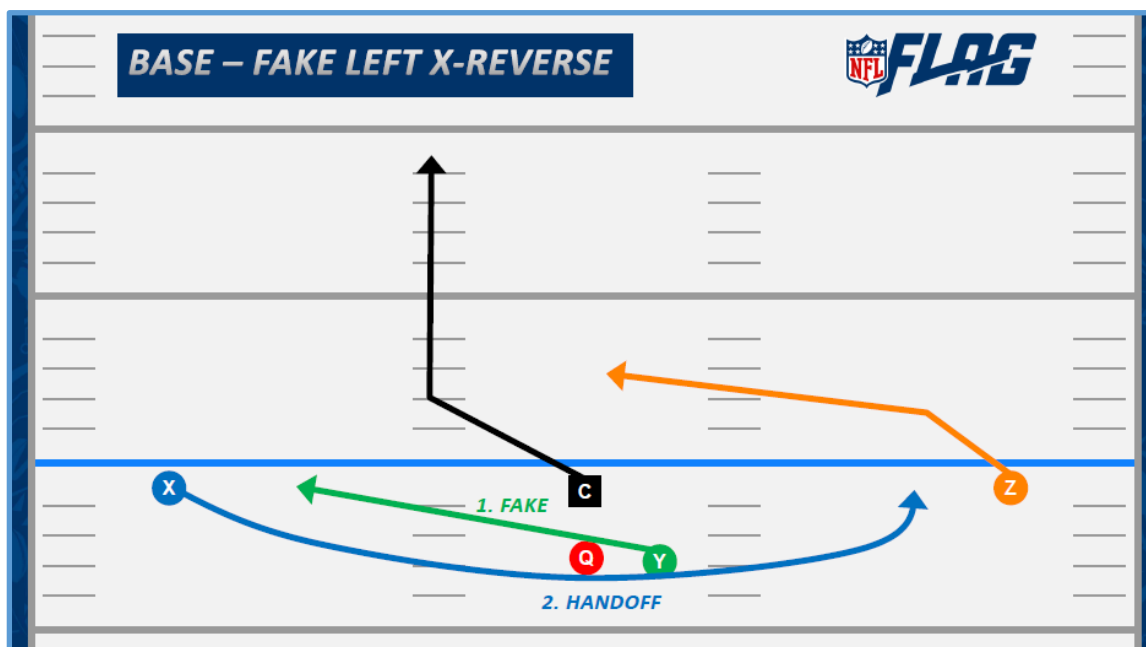 BASE – FAKE LEFT X-REVERSE
NFL FLAG
X
1. FAKE
C
Z
Q
Y
2. HANDOFF